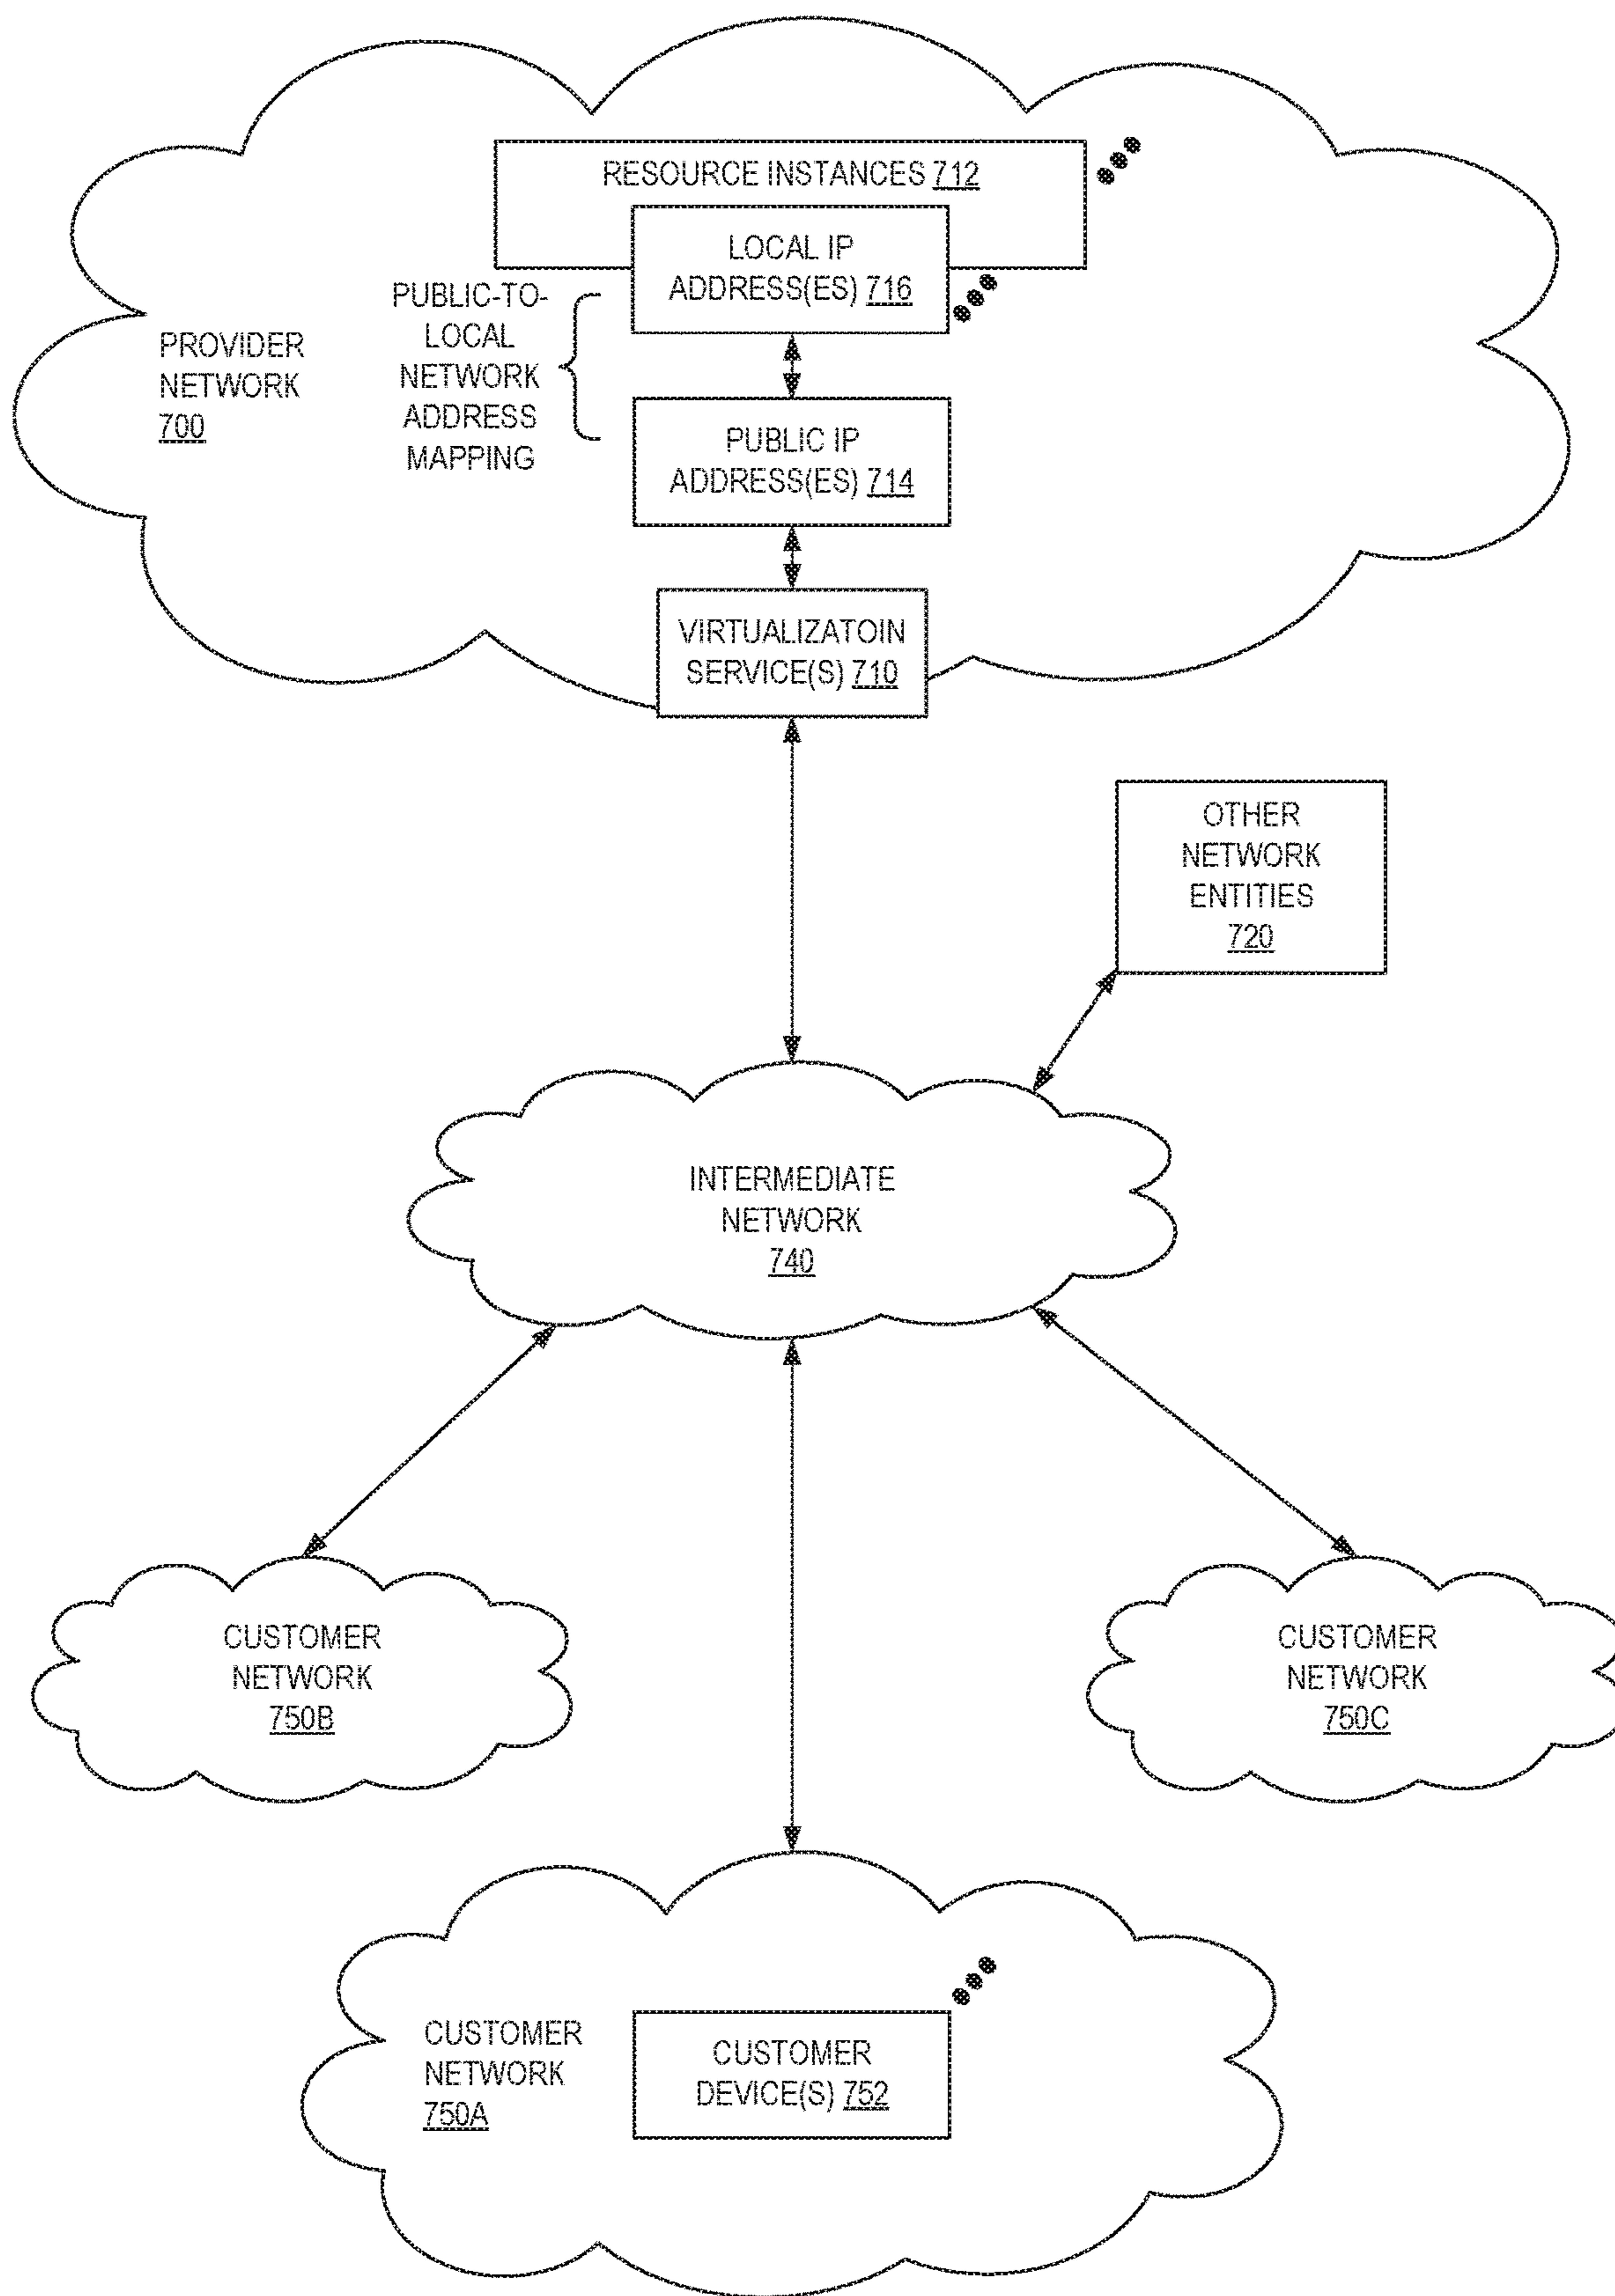 RESOURCE INSTANCES 712
LOCAL IP
ADDRESS(ES) 716
PUBLIC-TO-
LOCAL
NETWORK
ADDRESS
MAPPING
PROVIDER
NETWORK
700
PUBLIC IP
ADDRESS(ES) 714
VIRTUALIZATOIN
SERVICE(S) 710
OTHER
NETWORK
ENTITIES
720
INTERMEDIATE
NETWORK
740
CUSTOMER
NETWORK
750B
CUSTOMER
NETWORK
750C
CUSTOMER
NETWORK
750A
CUSTOMER
DEVICE(S) 752